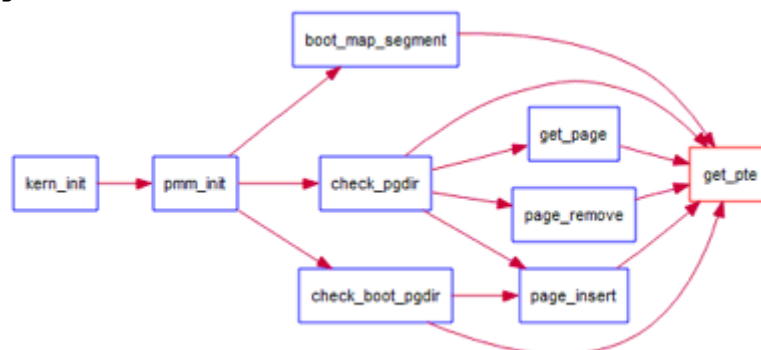 boot_map_segment
get_page
kern_init
pmm_init
check_pgdir
get_pte
page_remove
check_boot_pgdir
page_insert